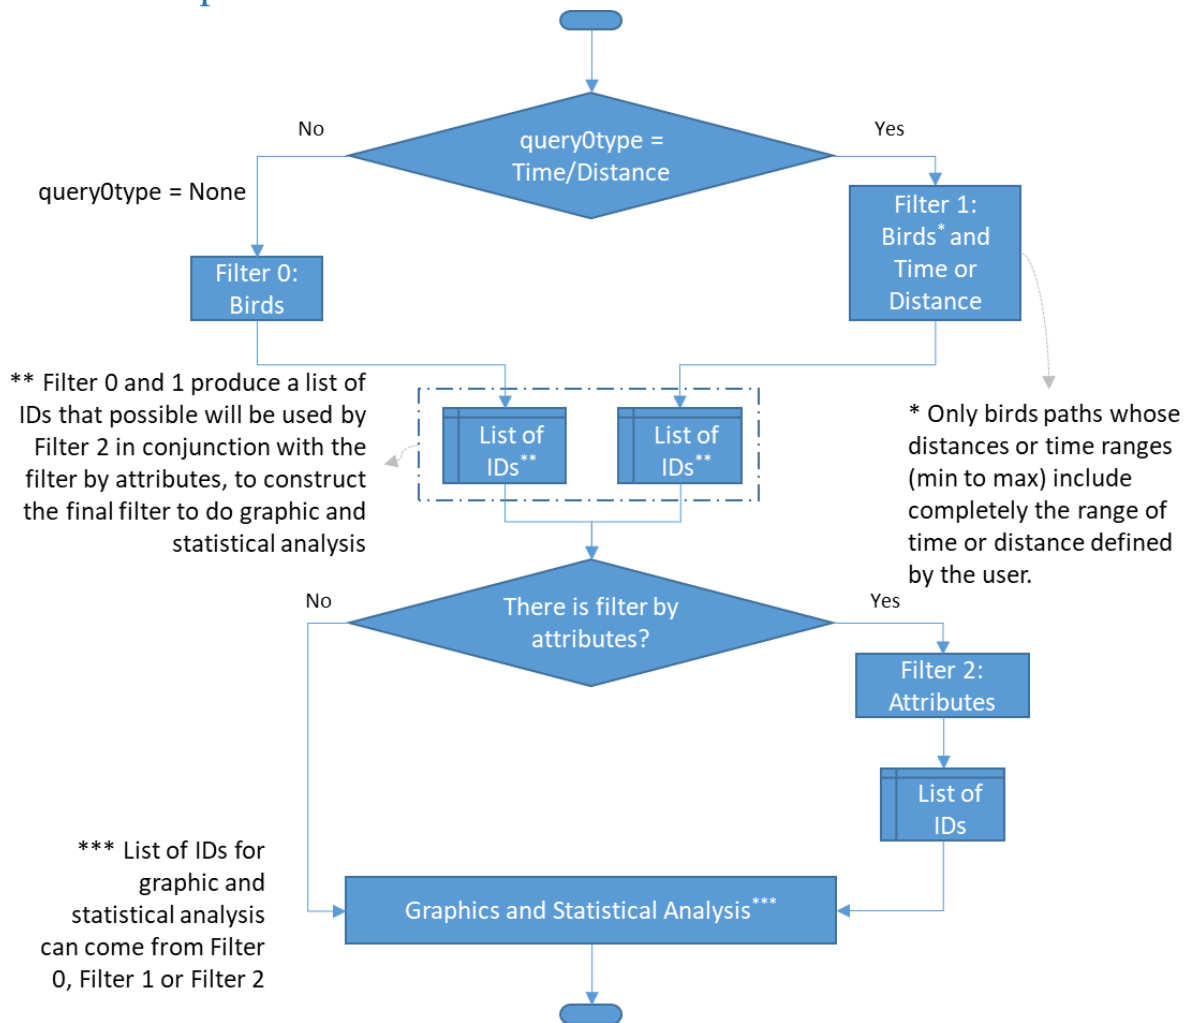 No
Yes
query0type =
Time/Distance
query0type = None
Filter 1:
Birds* and
Time or
Distance
Filter 0:
Birds
** Filter 0 and 1 produce a list of
IDs that possible will be used by
Filter 2 in conjunction with the
filter by attributes, to construct
the final filter to do graphic and
statistical analysis
List of
IDs**
List of
IDs**
* Only birds paths whose
distances or time ranges
(min to max) include
completely the range of
time or distance defined
by the user.
No
Yes
There is filter by
attributes?
Filter 2:
Attributes
List of
IDs
*** List of IDs for
graphic and
statistical analysis
can come from Filter
0, Filter 1 or Filter 2
Graphics and Statistical Analysis***